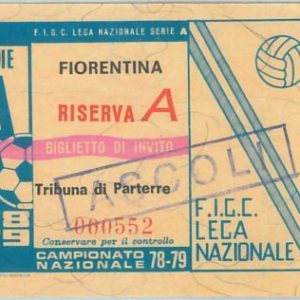 F.I.G.C. LEGA NAZIONALE SERIE A
FIORENTINA
RISERVA A
BIGLIETTO DI INVITO
ASCOLI
Tribuna di Parterre
000552
Conservare per il controllo
CAMPIONATO
NAZIONALE 78-79
F.I.G.C.
LEGA
NAZIONALE